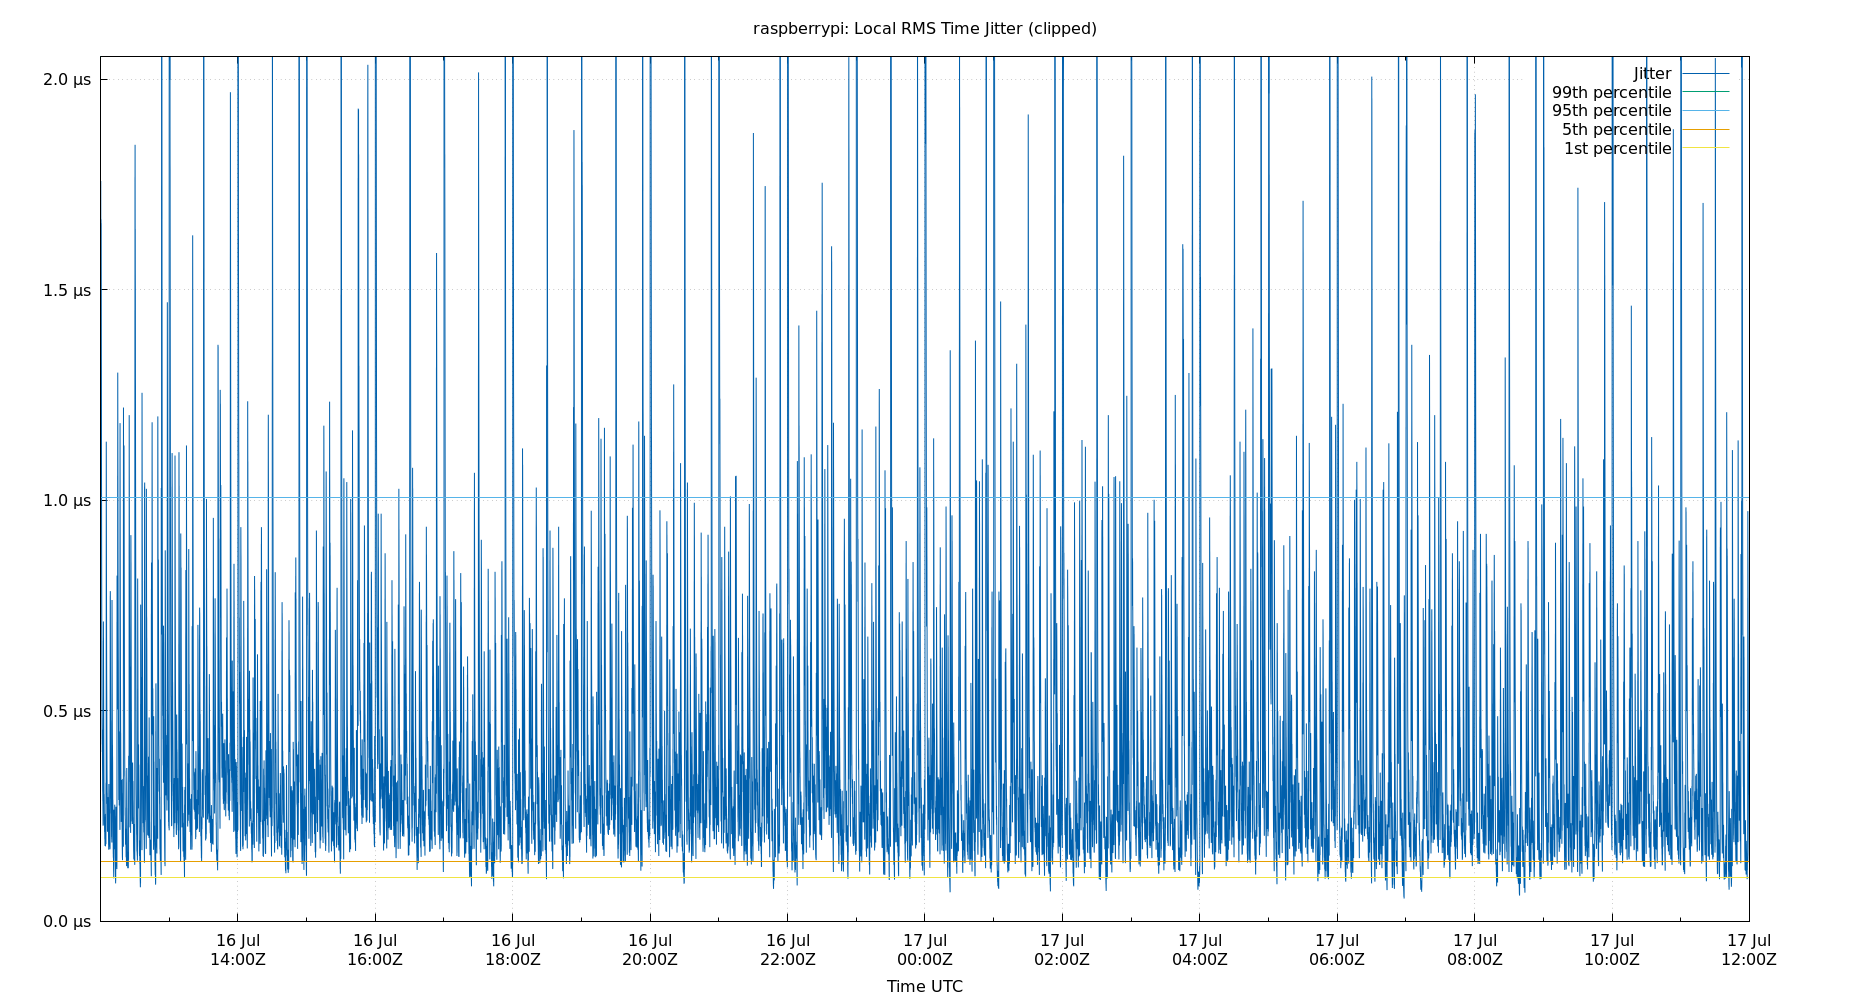 raspberrypi: Local RMS Time Jitter (clipped)
2.0 µs
1.5 µs
1.0 µs
0.5 µs
0.0 µs
Jitter
99th percentile
95th percentile
5th percentile
1st percentile
16 Jul 16 Jul 16 Jul 16 Jul 16 Jul 17 Jul 17 Jul 17 Jul 17 Jul 17 Jul 17 Jul 17 Jul
14:00Z 16:00Z 18:00Z 20:00Z 22:00Z 00:00Z 02:00Z 04:00Z 06:00Z 08:00Z 10:00Z 12:00Z
Time UTC